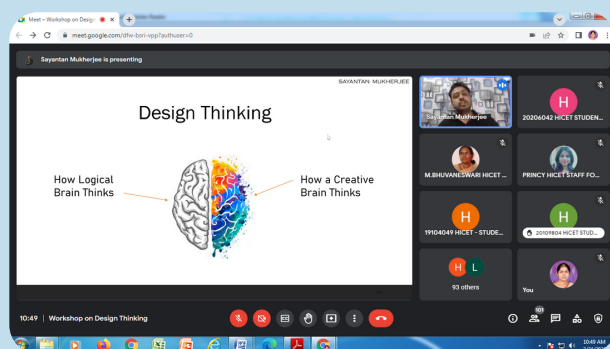 Meet – Workshop on Desig
meet.google.com/dfw-bsri-vpp?authuser=0
Sayantan Mukherjee is presenting
SAYANTAN MUKHERJEE
Design Thinking
How Logical
Brain Thinks
How a Creative
Brain Thinks
Sayantan Mukherjee
H
20206042 HICET STUDEN...
M.BHUVANESWARI HICET ...
PRINCY HICET STAFF FO...
H
19104049 HICET - STUDE...
H
20109804 HICET STUD...
H
L
93 others
You
10:49 | Workshop on Design Thinking
101
10:49 AM